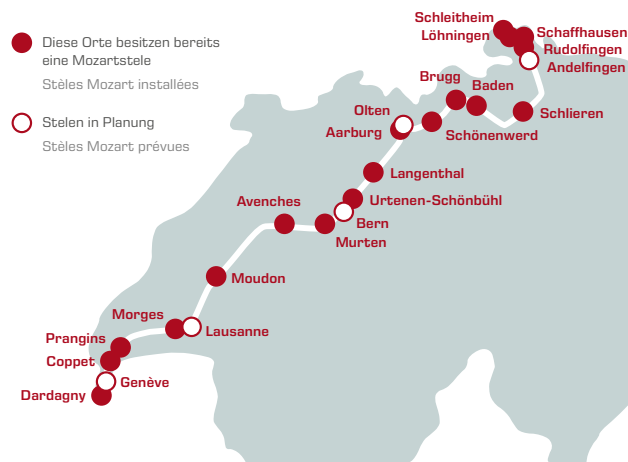 Diese Orte besitzen bereits
eine Mozartstele
Stèles Mozart installées
Stelen in Planung
Stèles Mozart prévues
Schleitheim
Löhningen
Schaffhausen
Rudolfingen
Andelfingen
Brugg
Baden
Olten
Aarburg
Schönenwerd
Schlieren
Langenthal
Avenches
Urtenen-Schönbühl
Bern
Murten
Moudon
Morges
Lausanne
Prangins
Coppet
Genève
Dardagny